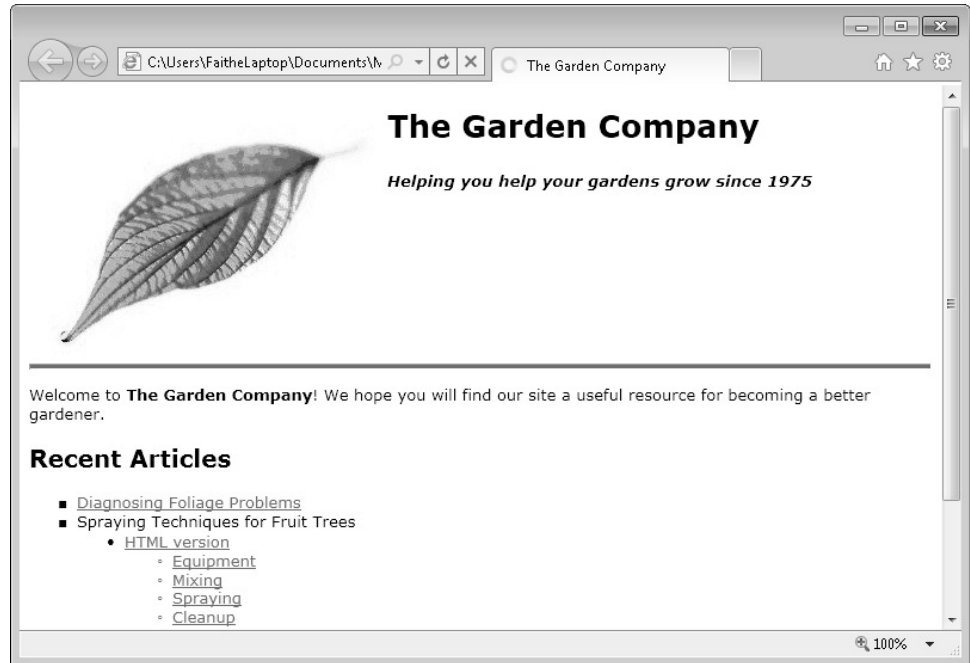 C:\Users\FaitheLaptop\Documents\M
The Garden Company
The Garden Company
Helping you help your gardens grow since 1975
Welcome to The Garden Company! We hope you will find our site a useful resource for becoming a better
gardener.
Recent Articles
Diagnosing Foliage Problems
Spraying Techniques for Fruit Trees
HTML version
Equipment
Mixing
Spraying
Cleanup
100%